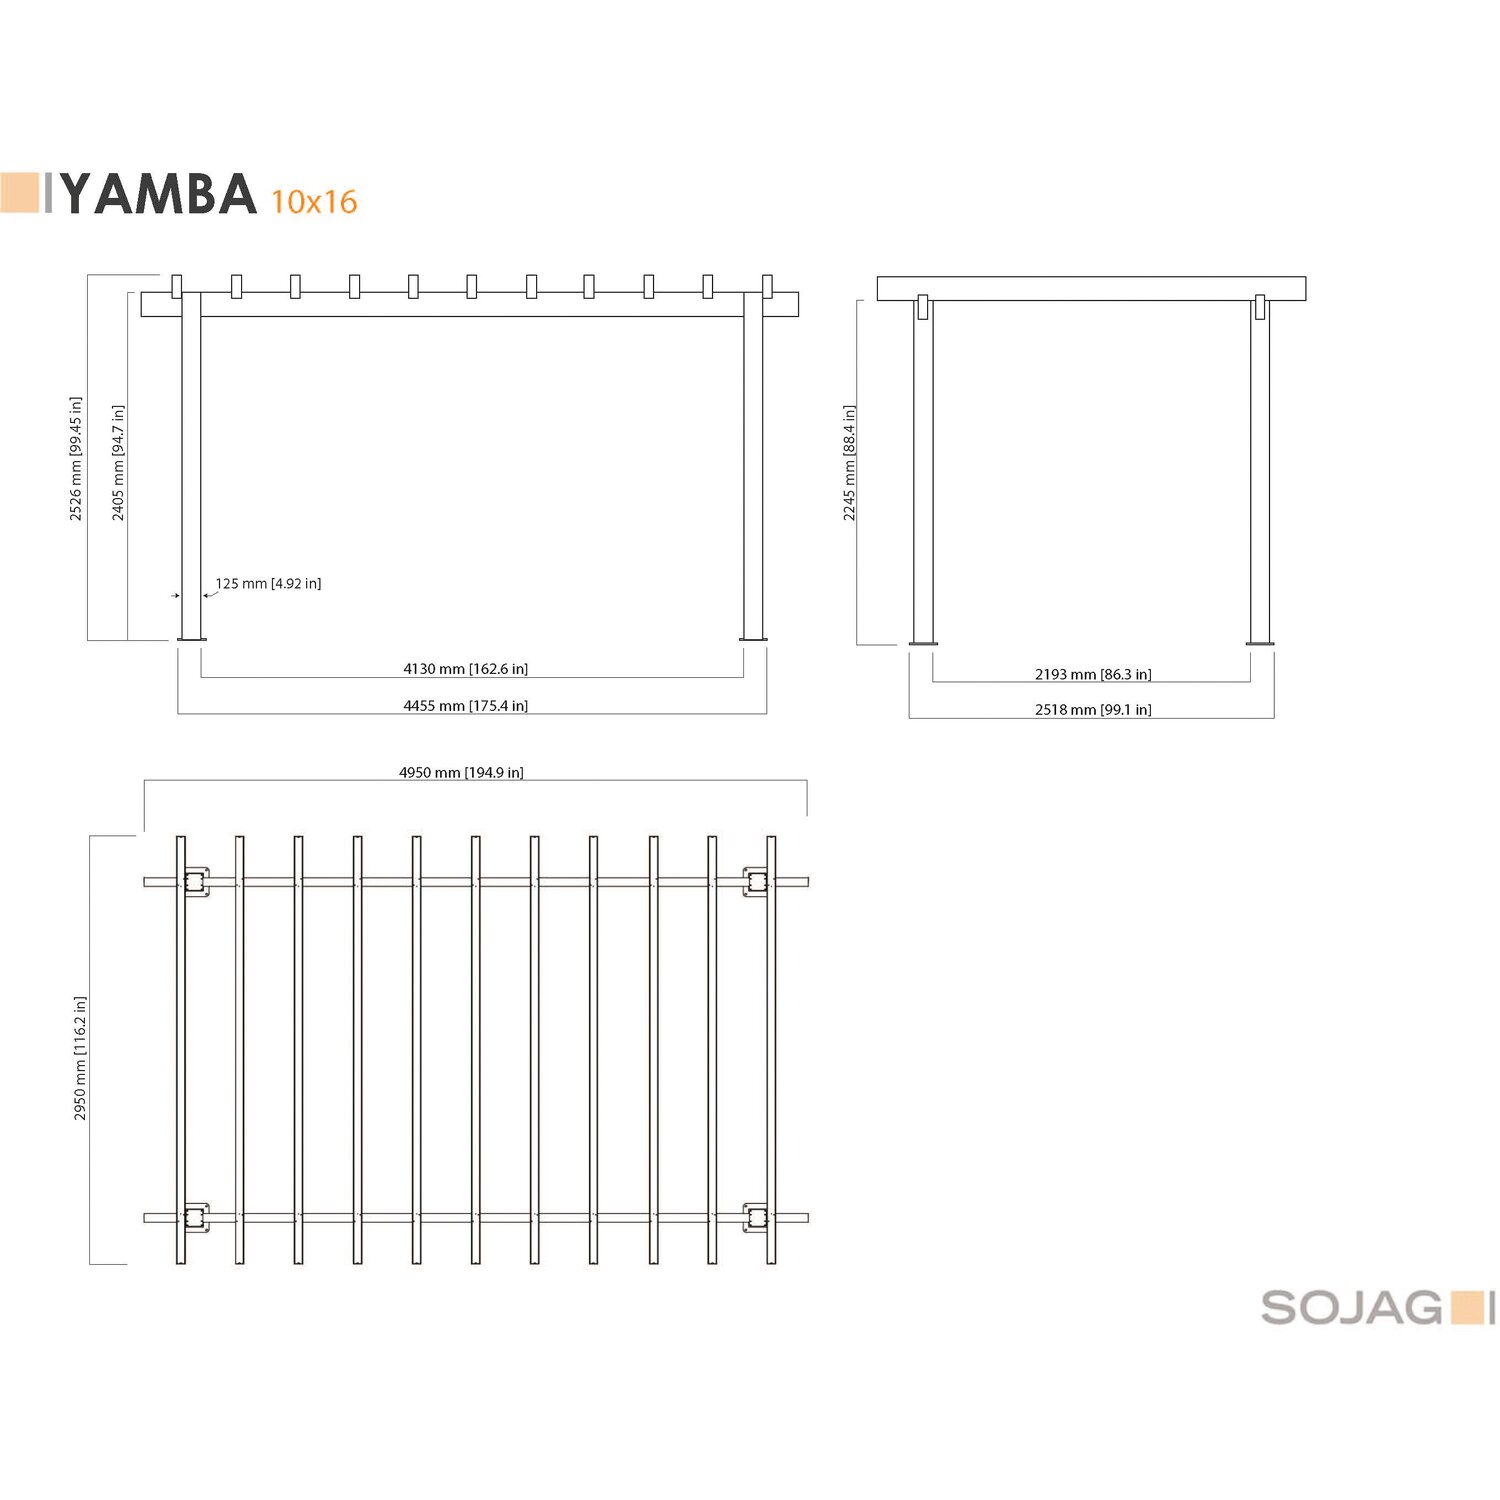 YAMBA 10x16
2526 mm [99.45 in]
2405 mm [94.7 in]
125 mm [4.92 in]
4130 mm [162.6 in]
4455 mm [175.4 in]
2245 mm [88.4 in]
2193 mm [86.3 in]
2518 mm [99.1 in]
4950 mm [194.9 in]
2950 mm [116.2 in]
SOJAG